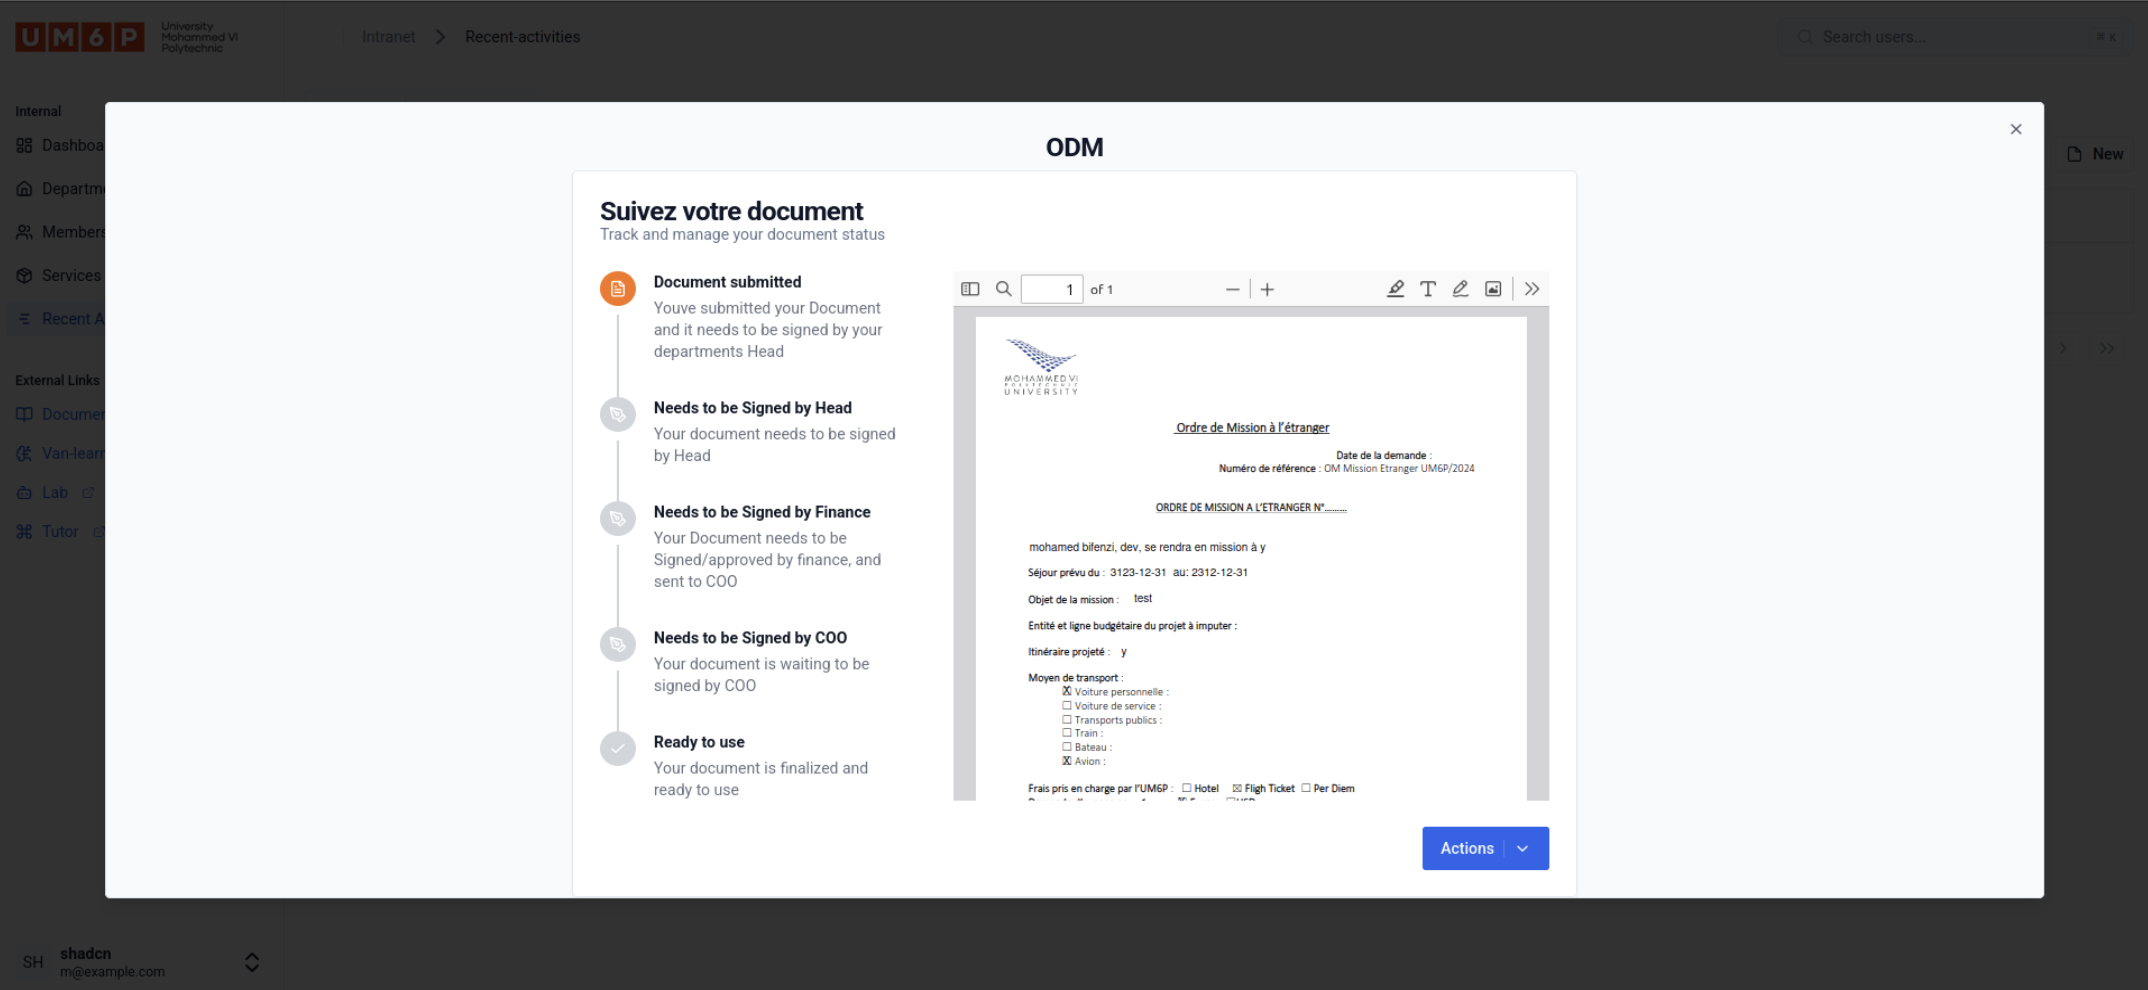 UM6P
University
Mohammed VI
Polytechnic
Intranet
Recent-activities
Search users...
⌘ K
Internal
Dashboa
Departm
Members
Services
Recent A
External Links
Documen
Van-learn
Lab
Tutor
New
SH
shadcn
m@example.com
ODM
Suivez votre document
Track and manage your document status
Document submitted
Youve submitted your Document
and it needs to be signed by your
departments Head
Needs to be Signed by Head
Your document needs to be signed
by Head
Needs to be Signed by Finance
Your Document needs to be
Signed/approved by finance, and
sent to COO
Needs to be Signed by COO
Your document is waiting to be
signed by COO
Ready to use
Your document is finalized and
ready to use
1 of 1
MOHAMMED VI
POLYTECHNIC
UNIVERSITY
Ordre de Mission à l'étranger
Date de la demande :
Numéro de référence : OM Mission Etranger UM6P/2024
ORDRE DE MISSION A L'ETRANGER N°.........
mohamed bifenzi, dev, se rendra en mission à y
Séjour prévu du : 3123-12-31 au: 2312-12-31
Objet de la mission : test
Entité et ligne budgétaire du projet à imputer :
Itinéraire projeté : y
Moyen de transport :
☒ Voiture personnelle :
☐ Voiture de service :
☐ Transports publics :
☐ Train :
☐ Bateau :
☒ Avion :
Frais pris en charge par l'UM6P : ☐ Hotel ☒ Fligh Ticket ☐ Per Diem
Actions